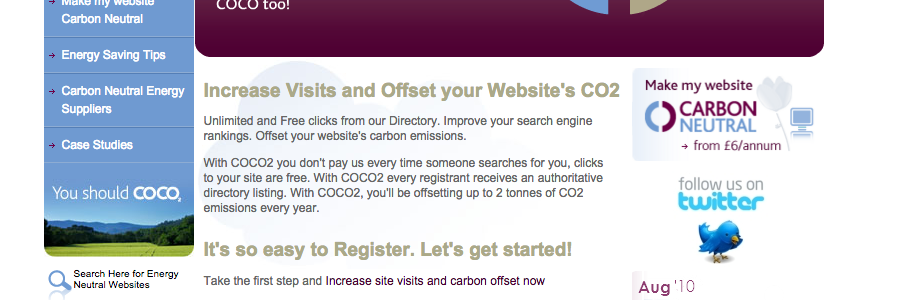 COCO too!
Make my website
Carbon Neutral
Energy Saving Tips
Carbon Neutral Energy
Suppliers
Case Studies
You should COCO2
Search Here for Energy
Neutral Websites
Increase Visits and Offset your Website's CO2
Unlimited and Free clicks from our Directory. Improve your search engine
rankings. Offset your website's carbon emissions.
With COCO2 you don't pay us every time someone searches for you, clicks
to your site are free. With COCO2 every registrant receives an authoritative
directory listing. With COCO2, you'll be offsetting up to 2 tonnes of CO2
emissions every year.
It's so easy to Register. Let's get started!
Take the first step and Increase site visits and carbon offset now
Make my website
CARBON
NEUTRAL
from £6/annum
follow us on
twitter
Aug '10